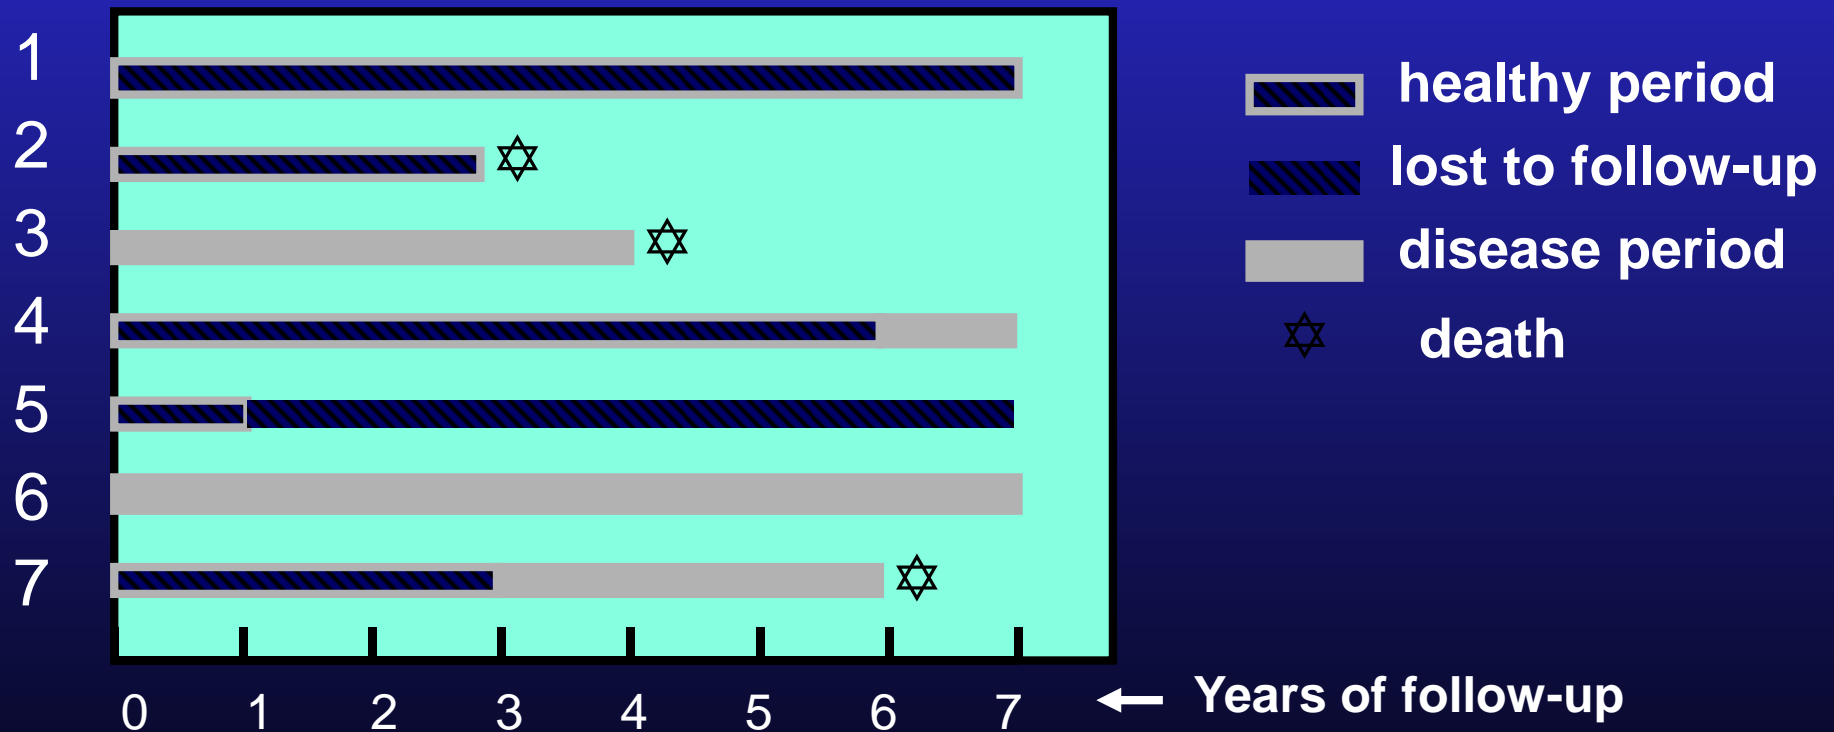 1
2
3
4
5
6
7
healthy period
lost to follow-up
disease period
death
0 1 2 3 4 5 6 7
Years of follow-up